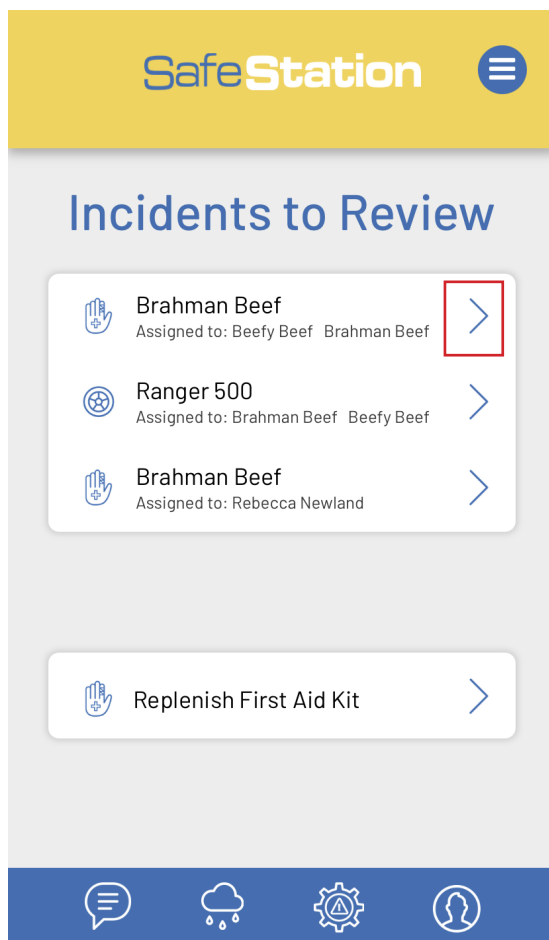 SafeStation
Incidents to Review
Brahman Beef
Assigned to: Beefy Beef Brahman Beef
Ranger 500
Assigned to: Brahman Beef Beefy Beef
Brahman Beef
Assigned to: Rebecca Newland
Replenish First Aid Kit